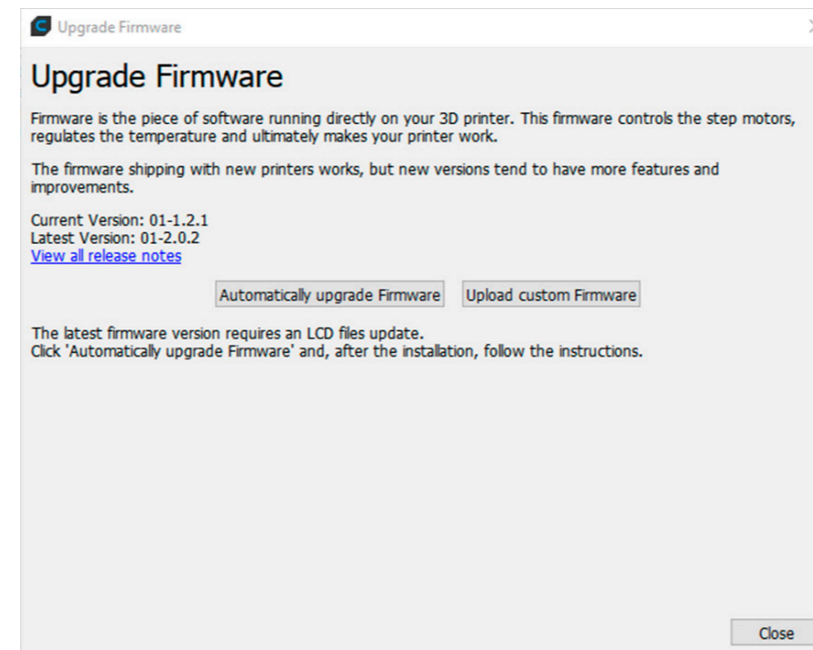 Upgrade Firmware
Upgrade Firmware
Firmware is the piece of software running directly on your 3D printer. This firmware controls the step motors,
regulates the temperature and ultimately makes your printer work.
The firmware shipping with new printers works, but new versions tend to have more features and
improvements.
Current Version: 01-1.2.1
Latest Version: 01-2.0.2
View all release notes
Automatically upgrade Firmware Upload custom Firmware
The latest firmware version requires an LCD files update.
Click 'Automatically upgrade Firmware' and, after the installation, follow the instructions.
Close